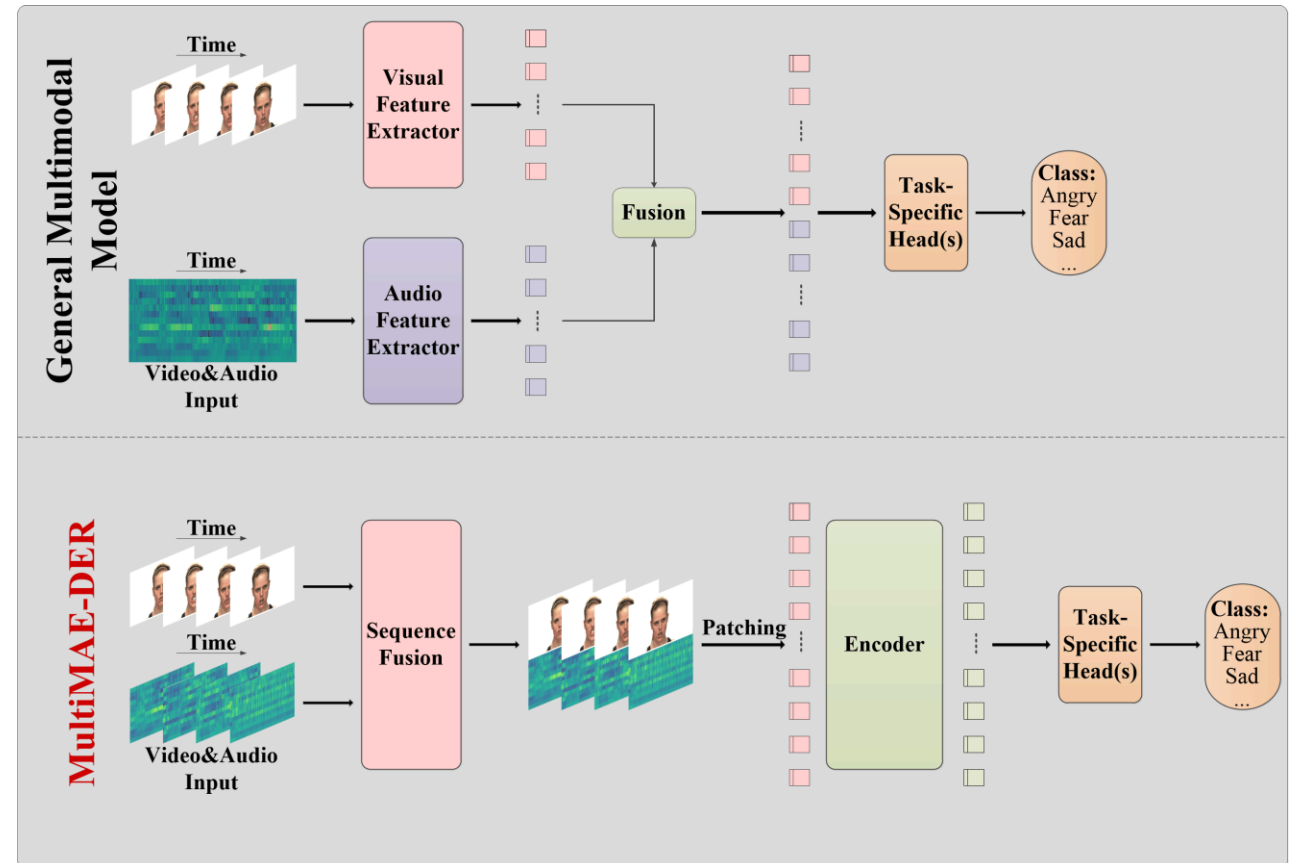 General Multimodal
Model
Time
Visual
Feature
Extractor
Time
Audio
Feature
Extractor
Video&Audio
Input
Fusion
Task-
Specific
Head(s)
Class:
Angry
Fear
Sad
...
MultiMAE-DER
Time
Time
Video&Audio
Input
Sequence
Fusion
Patching
Encoder
Task-
Specific
Head(s)
Class:
Angry
Fear
Sad
...